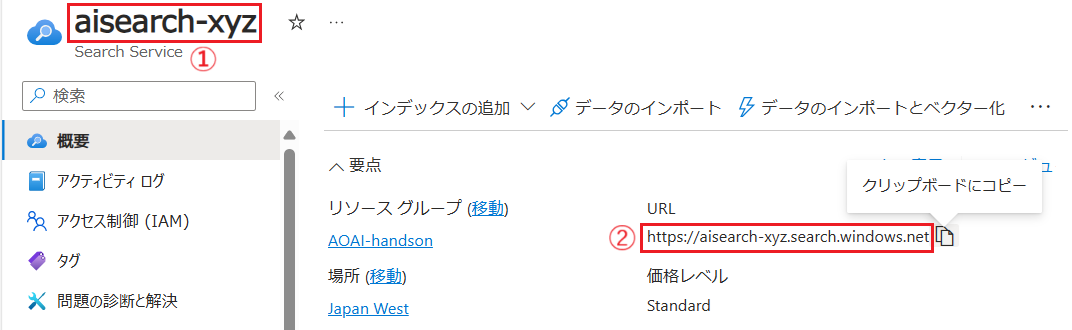 aisearch-xyz
Search Service
①
検索
概要
アクティビティ ログ
アクセス制御 (IAM)
タグ
問題の診断と解決
インデックスの追加 データのインポート データのインポートとベクター化
要点
クリップボードにコピー
リソース グループ (移動)
AOAI-handson
場所 (移動)
Japan West
URL
② https://aisearch-xyz.search.windows.net
価格レベル
Standard